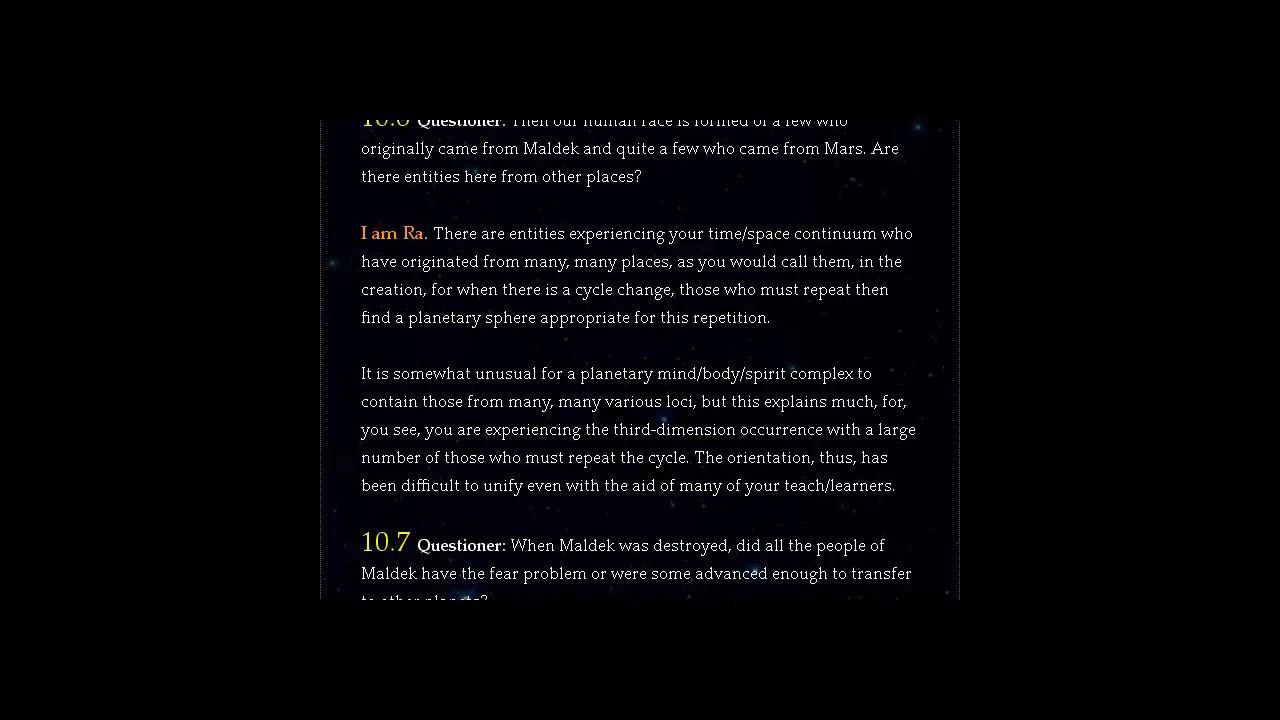 10.6 Questioner: Then our human race is formed of a few who
originally came from Maldek and quite a few who came from Mars. Are
there entities here from other places?
I am Ra. There are entities experiencing your time/space continuum who
have originated from many, many places, as you would call them, in the
creation, for when there is a cycle change, those who must repeat then
find a planetary sphere appropriate for this repetition.
It is somewhat unusual for a planetary mind/body/spirit complex to
contain those from many, many various loci, but this explains much, for,
you see, you are experiencing the third-dimension occurrence with a large
number of those who must repeat the cycle. The orientation, thus, has
been difficult to unify even with the aid of many of your teach/learners.
10.7 Questioner: When Maldek was destroyed, did all the people of
Maldek have the fear problem or were some advanced enough to transfer
to other planets?